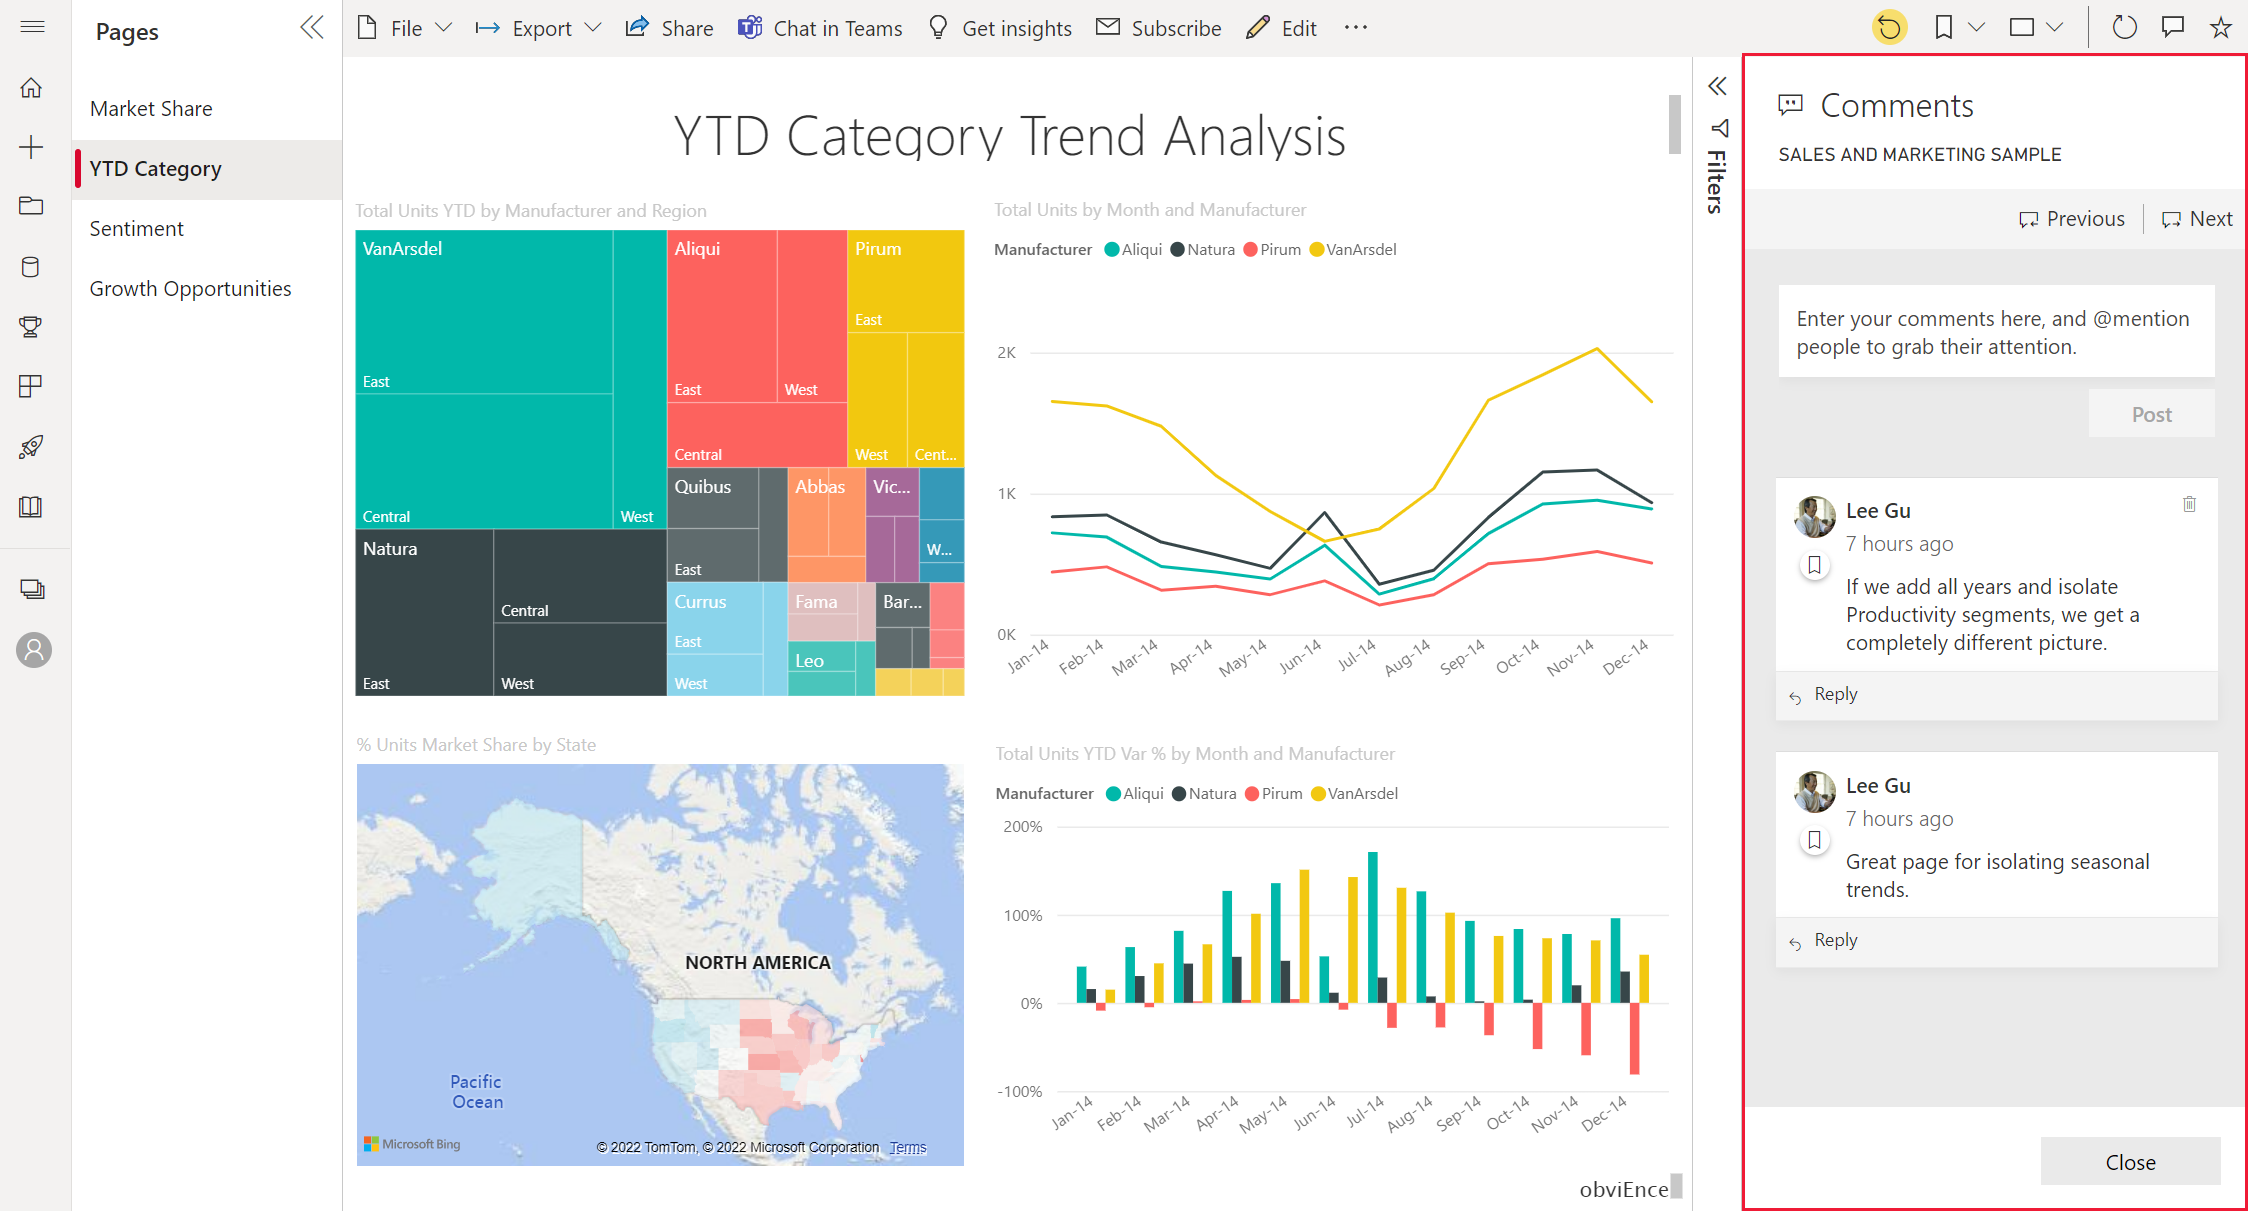 Pages
File
Export
Share
Chat in Teams
Get insights
Subscribe
Edit
Market Share
YTD Category
Sentiment
Growth Opportunities
YTD Category Trend Analysis
Total Units YTD by Manufacturer and Region
VanArsdel
East
Central
West
Aliqui
East
West
Central
Pirum
East
West
Cent...
Natura
East
Central
West
Quibus
East
Abbas
Vic...
W...
Currus
East
West
Fama
Bar...
Leo
Total Units by Month and Manufacturer
Manufacturer Aliqui Natura Pirum VanArsdel
2K
1K
0K
Jan-14 Feb-14 Mar-14 Apr-14 May-14 Jun-14 Jul-14 Aug-14 Sep-14 Oct-14 Nov-14 Dec-14
% Units Market Share by State
NORTH AMERICA
Pacific
Ocean
Microsoft Bing
© 2022 TomTom, © 2022 Microsoft Corporation Terms
Total Units YTD Var % by Month and Manufacturer
Manufacturer Aliqui Natura Pirum VanArsdel
200%
100%
0%
-100%
Jan-14 Feb-14 Mar-14 Apr-14 May-14 Jun-14 Jul-14 Aug-14 Sep-14 Oct-14 Nov-14 Dec-14
obviEnce
Filters
Comments
SALES AND MARKETING SAMPLE
Previous
Next
Enter your comments here, and @mention
people to grab their attention.
Post
Lee Gu
7 hours ago
If we add all years and isolate
Productivity segments, we get a
completely different picture.
Reply
Lee Gu
7 hours ago
Great page for isolating seasonal
trends.
Reply
Close